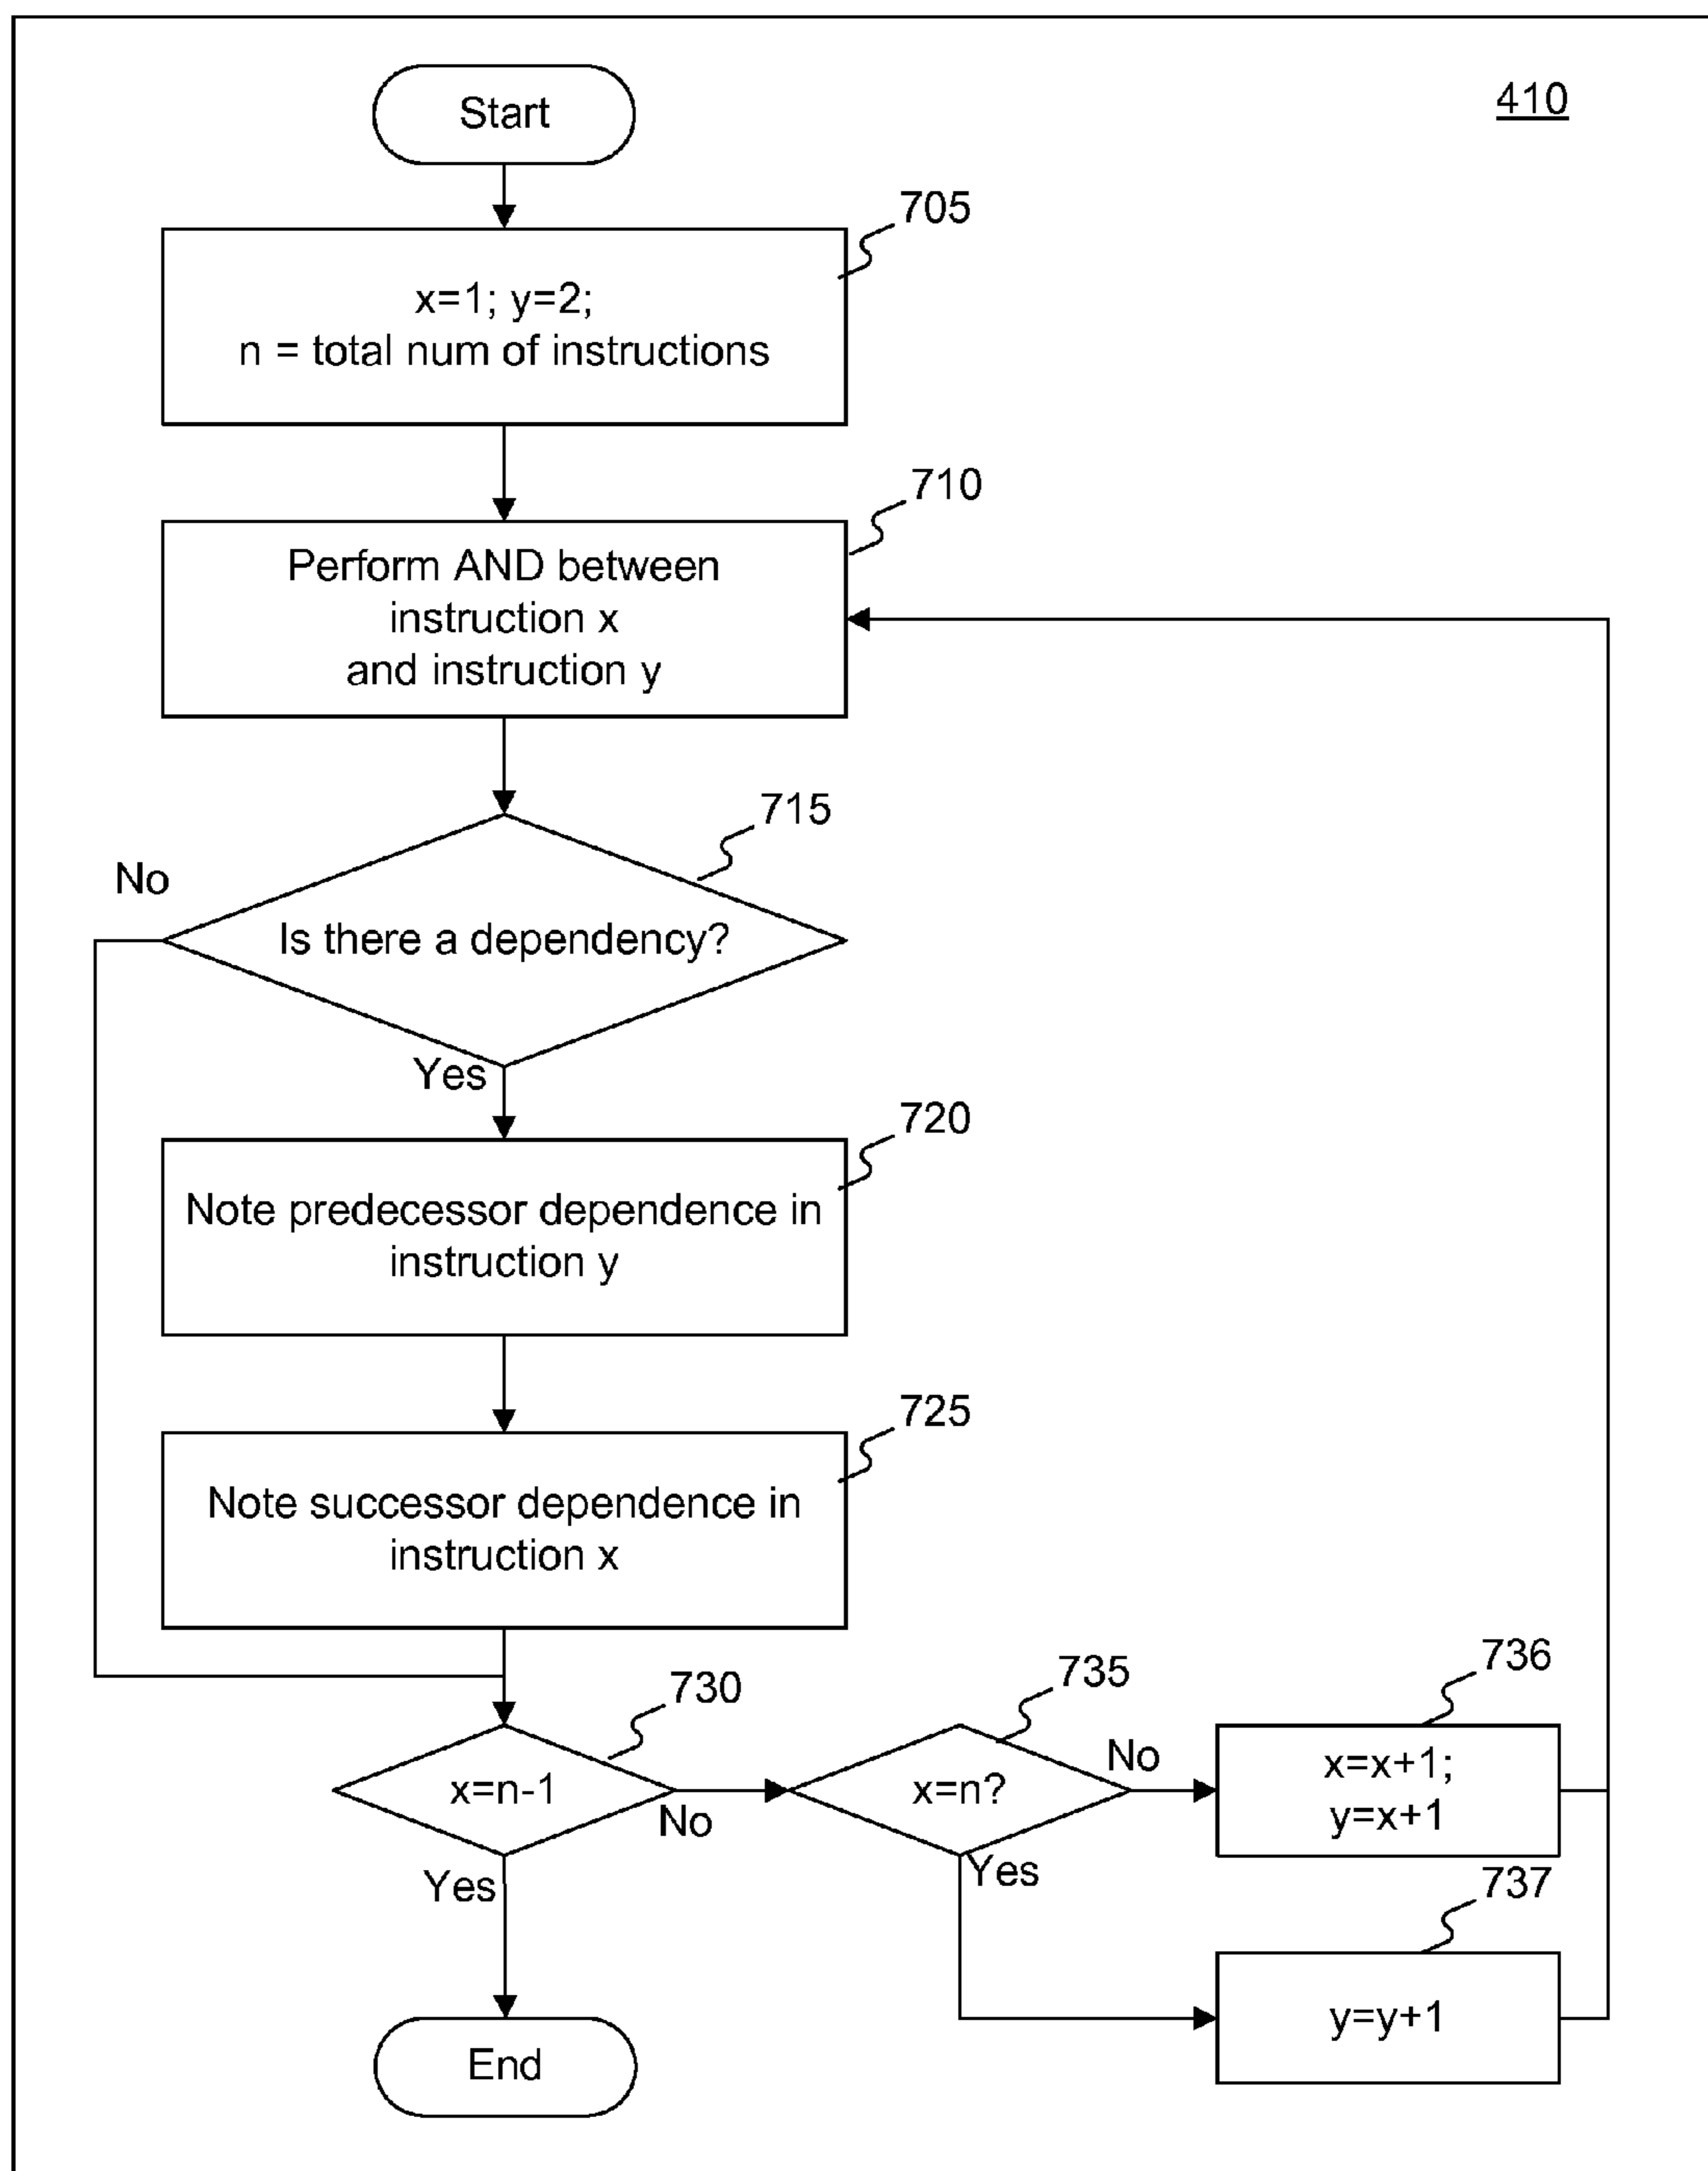 410
Start
705
x=1; y=2;
n = total num of instructions
710
Perform AND between
instruction x
and instruction y
715
No
Is there a dependency?
Yes
720
Note predecessor dependence in
instruction y
725
Note successor dependence in
instruction x
730
735
736
x=n-1
No
x=n?
No
x=x+1;
y=x+1
Yes
Yes
737
y=y+1
End